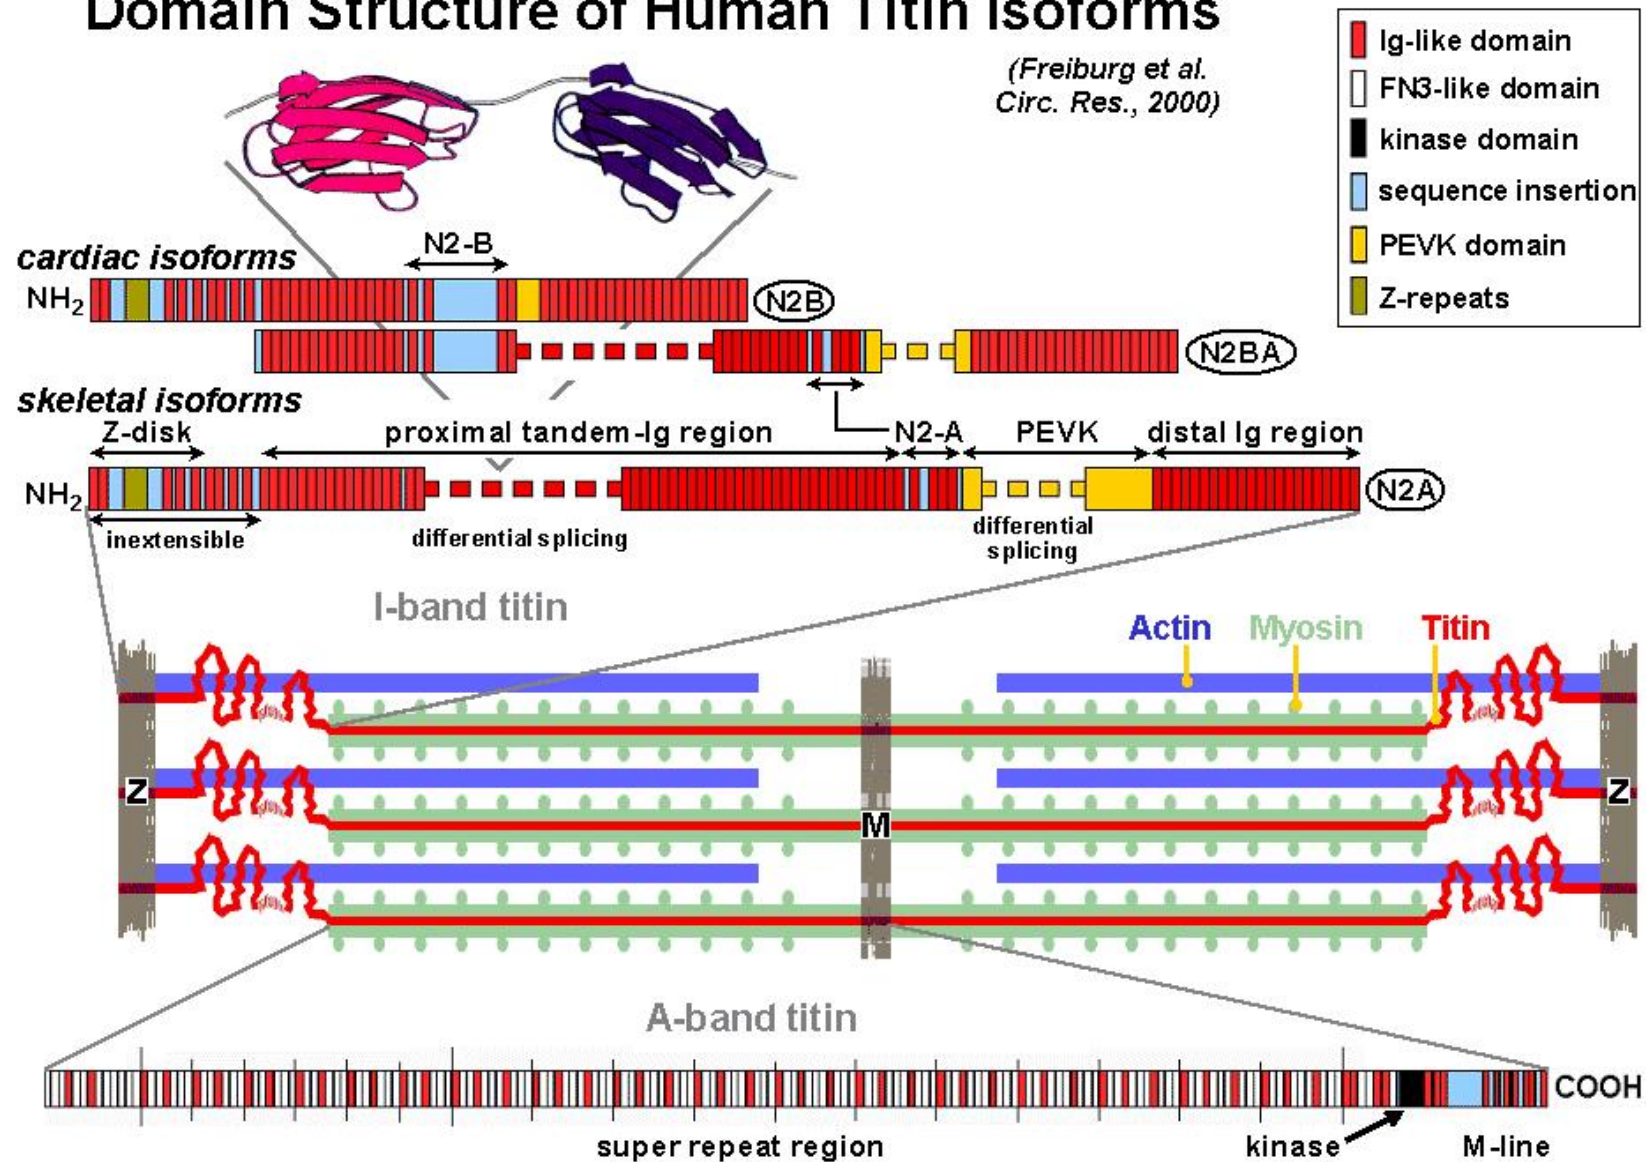 Domain Structure of Human Titin Isoforms
(Freiburg et al.
Circ. Res., 2000)
Ig-like domain
FN3-like domain
kinase domain
sequence insertion
PEVK domain
Z-repeats
cardiac isoforms
N2-B
NH2
N2B
N2BA
skeletal isoforms
Z-disk
proximal tandem-Ig region
N2-A
PEVK
distal Ig region
NH2
N2A
inextensible
differential splicing
differential
splicing
I-band titin
Actin
Myosin
Titin
Z
M
Z
A-band titin
COOH
super repeat region
kinase
M-line